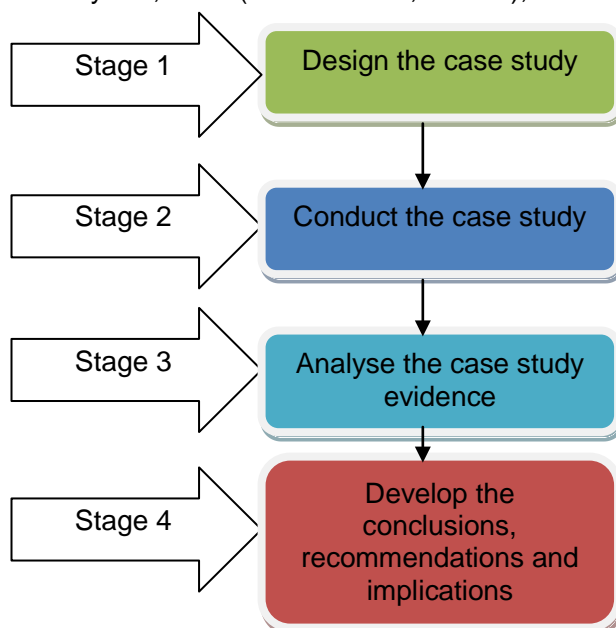 Stage 1
Design the case study
Stage 2
Conduct the case study
Stage 3
Analyse the case study
evidence
Stage 4
Develop the
conclusions,
recommendations and
implications